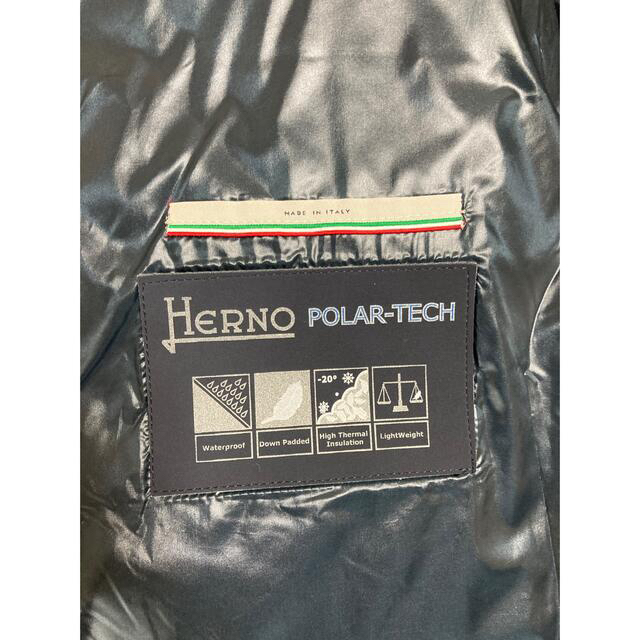 MADE IN ITALY
HERNO POLAR-TECH
-20°
Waterproof Down Padded High Thermal Insulation LightWeight